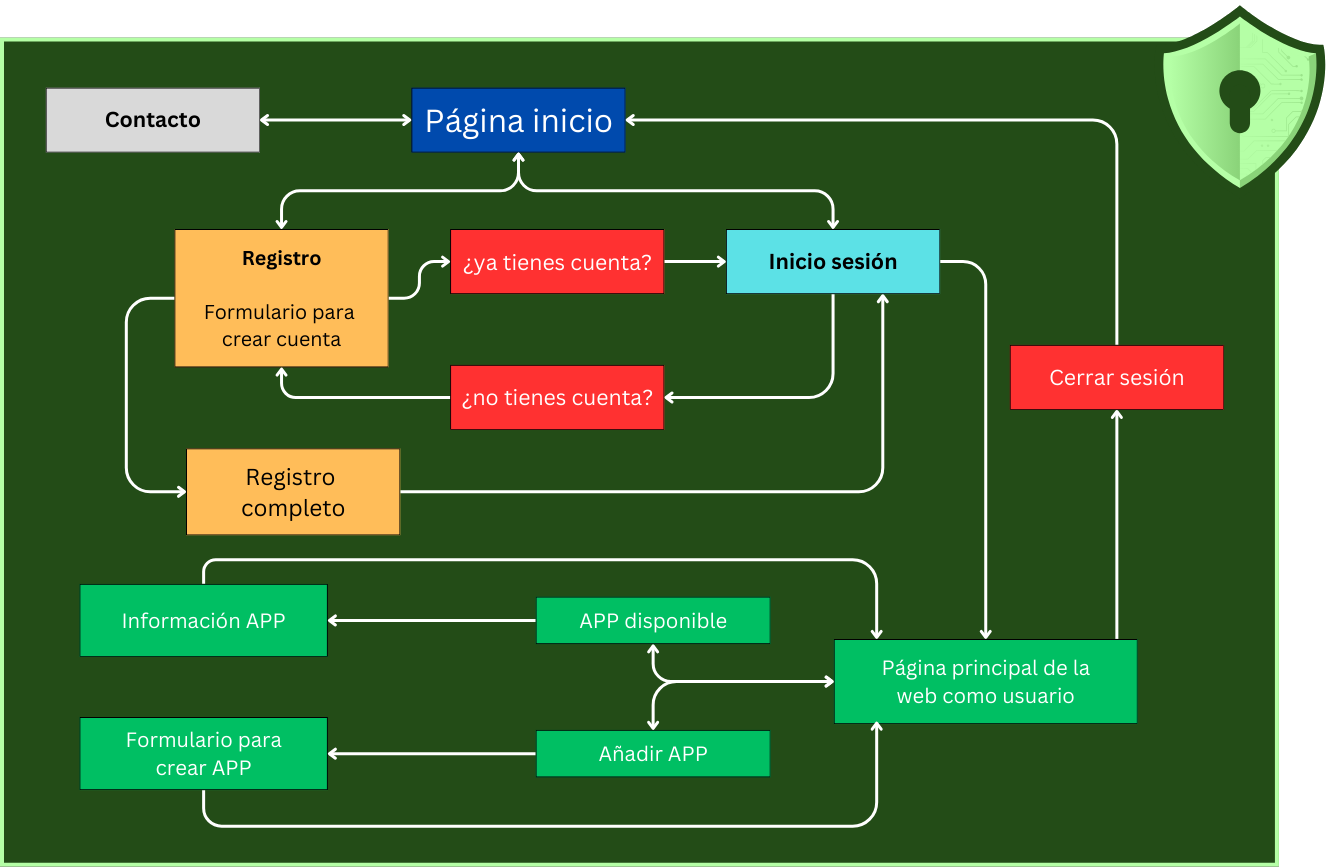 Contacto
Página inicio
Registro
Formulario para
crear cuenta
¿ya tienes cuenta?
Inicio sesión
¿no tienes cuenta?
Cerrar sesión
Registro
completo
Información APP
APP disponible
Página principal de la
web como usuario
Formulario para
crear APP
Añadir APP